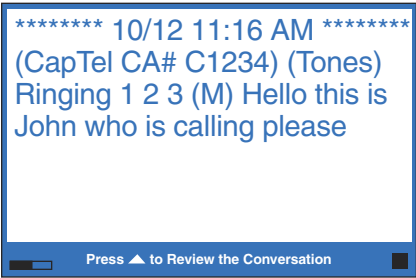 ******** 10/12 11:16 AM ********
(CapTel CA# C1234) (Tones)
Ringing 1 2 3 (M) Hello this is
John who is calling please
Press ▲ to Review the Conversation